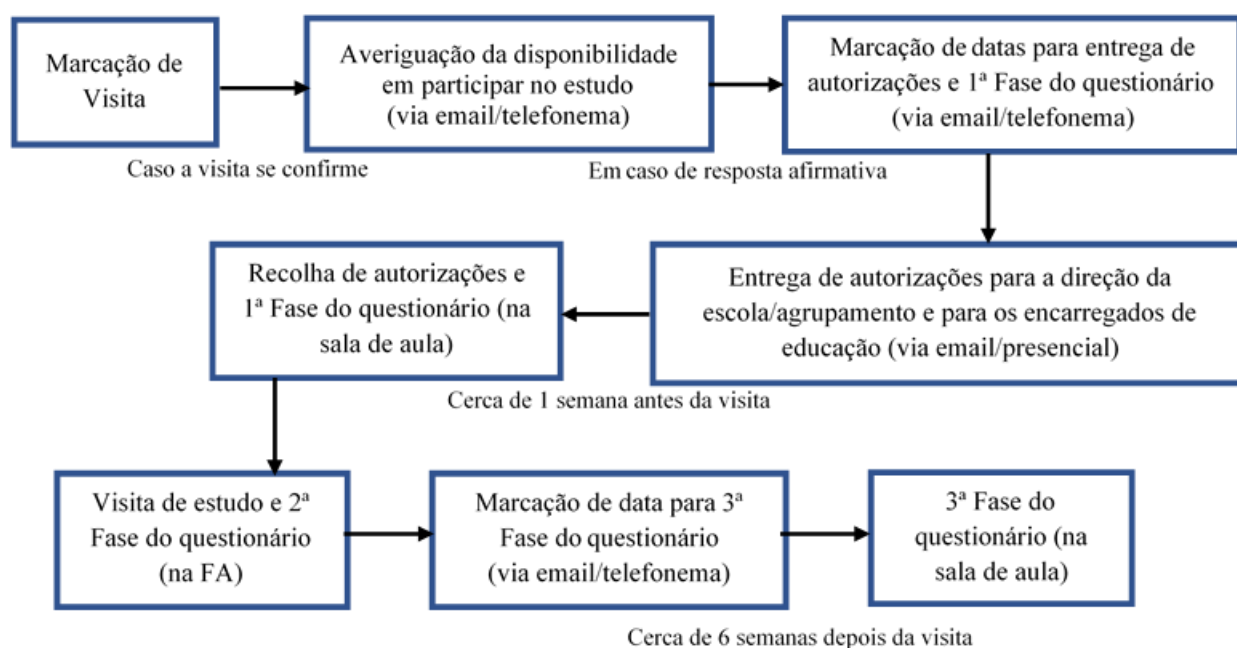 Marcação de
Visita
Averiguação da disponibilidade
em participar no estudo
(via email/telefonema)
Marcação de datas para entrega de
autorizações e 1ª Fase do questionário
(via email/telefonema)
Caso a visita se confirme
Em caso de resposta afirmativa
Entrega de autorizações para a direção da
escola/agrupamento e para os encarregados de
educação (via email/presencial)
Recolha de autorizações e
1ª Fase do questionário (na
sala de aula)
Cerca de 1 semana antes da visita
Visita de estudo e 2ª
Fase do questionário
(na FA)
Marcação de data para 3ª
Fase do questionário
(via email/telefonema)
3ª Fase do
questionário (na
sala de aula)
Cerca de 6 semanas depois da visita